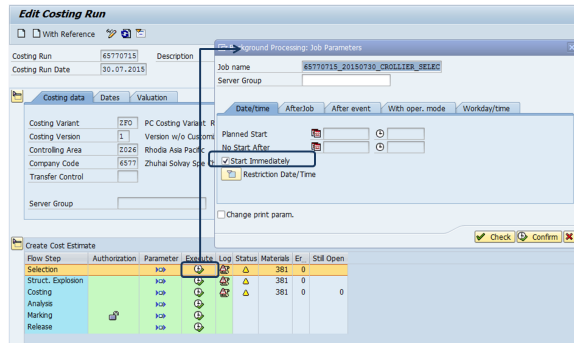 Edit Costing Run
With Reference
Background Processing: Job Parameters
Costing Run 65770715 Description
Costing Run Date 30.07.2015
Job name 65770715_20150730_CROLLIER_SELEC
Server Group
Costing data Dates Valuation
Date/time AfterJob After event With oper. mode Workday/time
Costing Variant ZF0 PC Costing Variant R
Costing Version 1 Version w/o Customi
Controlling Area Z026 Rhodia Asia Pacific
Company Code 6577 Zhuhai Solvay Spe Ch
Transfer Control
Server Group
Planned Start
No Start After
Start Immediately
Restriction Date/Time
Change print param.
Check Confirm
Create Cost Estimate
Flow Step Authorization Parameter Execute Log Status Materials Er_ Still Open
Selection 381 0
Struct. Explosion 381 0
Costing 381 0 0
Analysis
Marking
Release